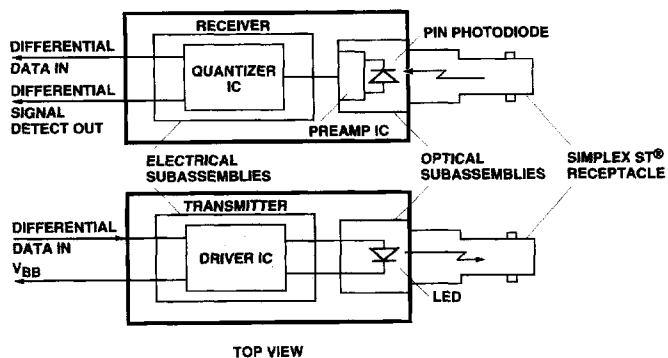 RECEIVER
PIN PHOTODIODE
DIFFERENTIAL
DATA IN
QUANTIZER
IC
DIFFERENTIAL
SIGNAL
DETECT OUT
PREAMP IC
ELECTRICAL
SUBASSEMBLIES
OPTICAL
SUBASSEMBLIES
SIMPLEX ST®
RECEPTACLE
TRANSMITTER
DIFFERENTIAL
DATA IN
DRIVER IC
VBB
LED
TOP VIEW